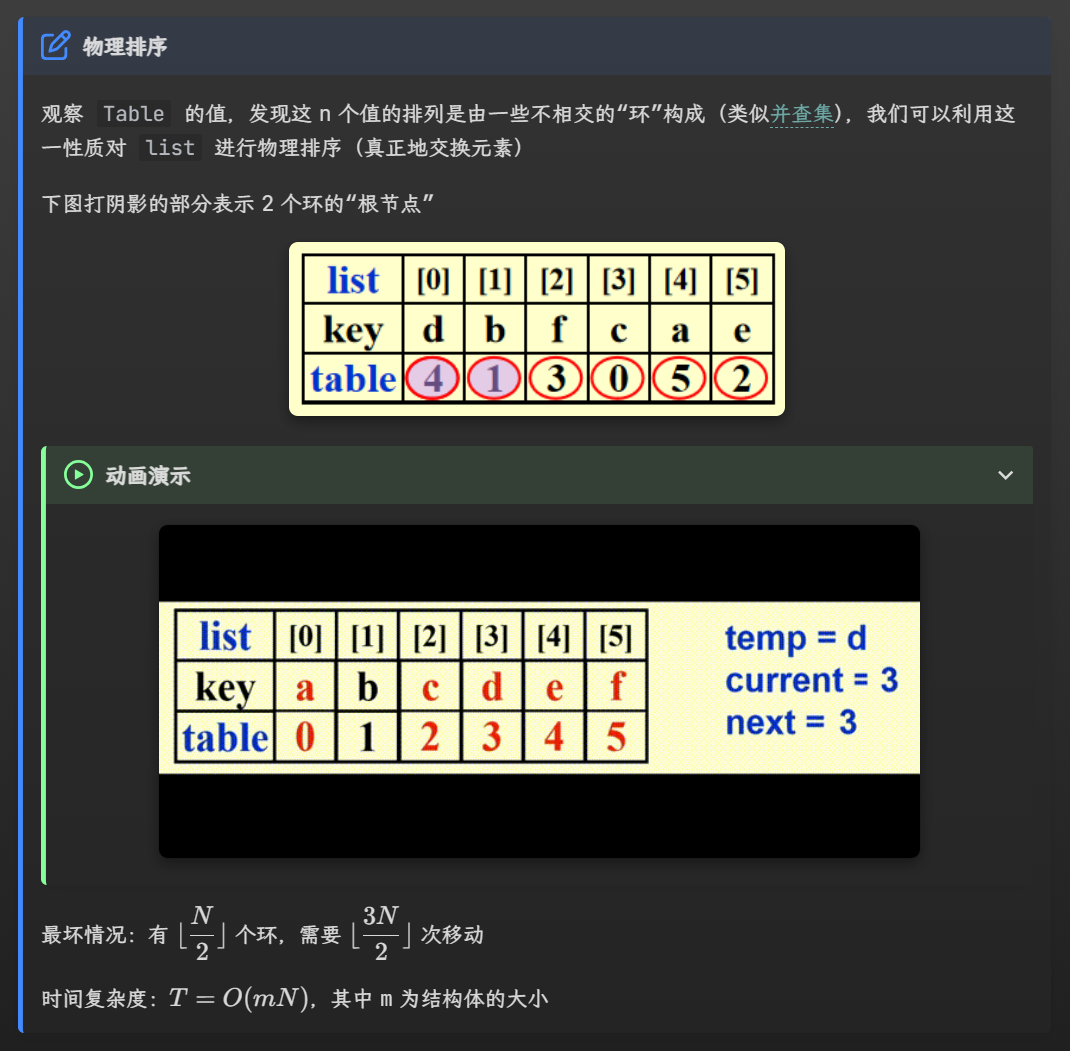 物理排序
观察 Table 的值，发现这 n 个值的排列是由一些不相交的“环”构成（类似并查集），我们可以利用这
一性质对 list 进行物理排序（真正地交换元素）
下图打阴影的部分表示 2 个环的“根节点”
list [0] [1] [2] [3] [4] [5]
key d b f c a e
table 4 1 3 0 5 2
动画演示
list [0] [1] [2] [3] [4] [5]
key a b c d e f
table 0 1 2 3 4 5
temp = d
current = 3
next = 3
最坏情况：有 ⌊N/2⌋ 个环，需要 ⌊3N/2⌋ 次移动
时间复杂度：T = O(mN)，其中 m 为结构体的大小